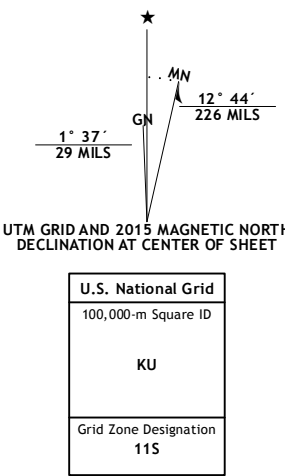 MN
12° 44´
226 MILS
GN
1° 37´
29 MILS
UTM GRID AND 2015 MAGNETIC NORTH
DECLINATION AT CENTER OF SHEET
U.S. National Grid
100,000-m Square ID
KU
Grid Zone Designation
11S